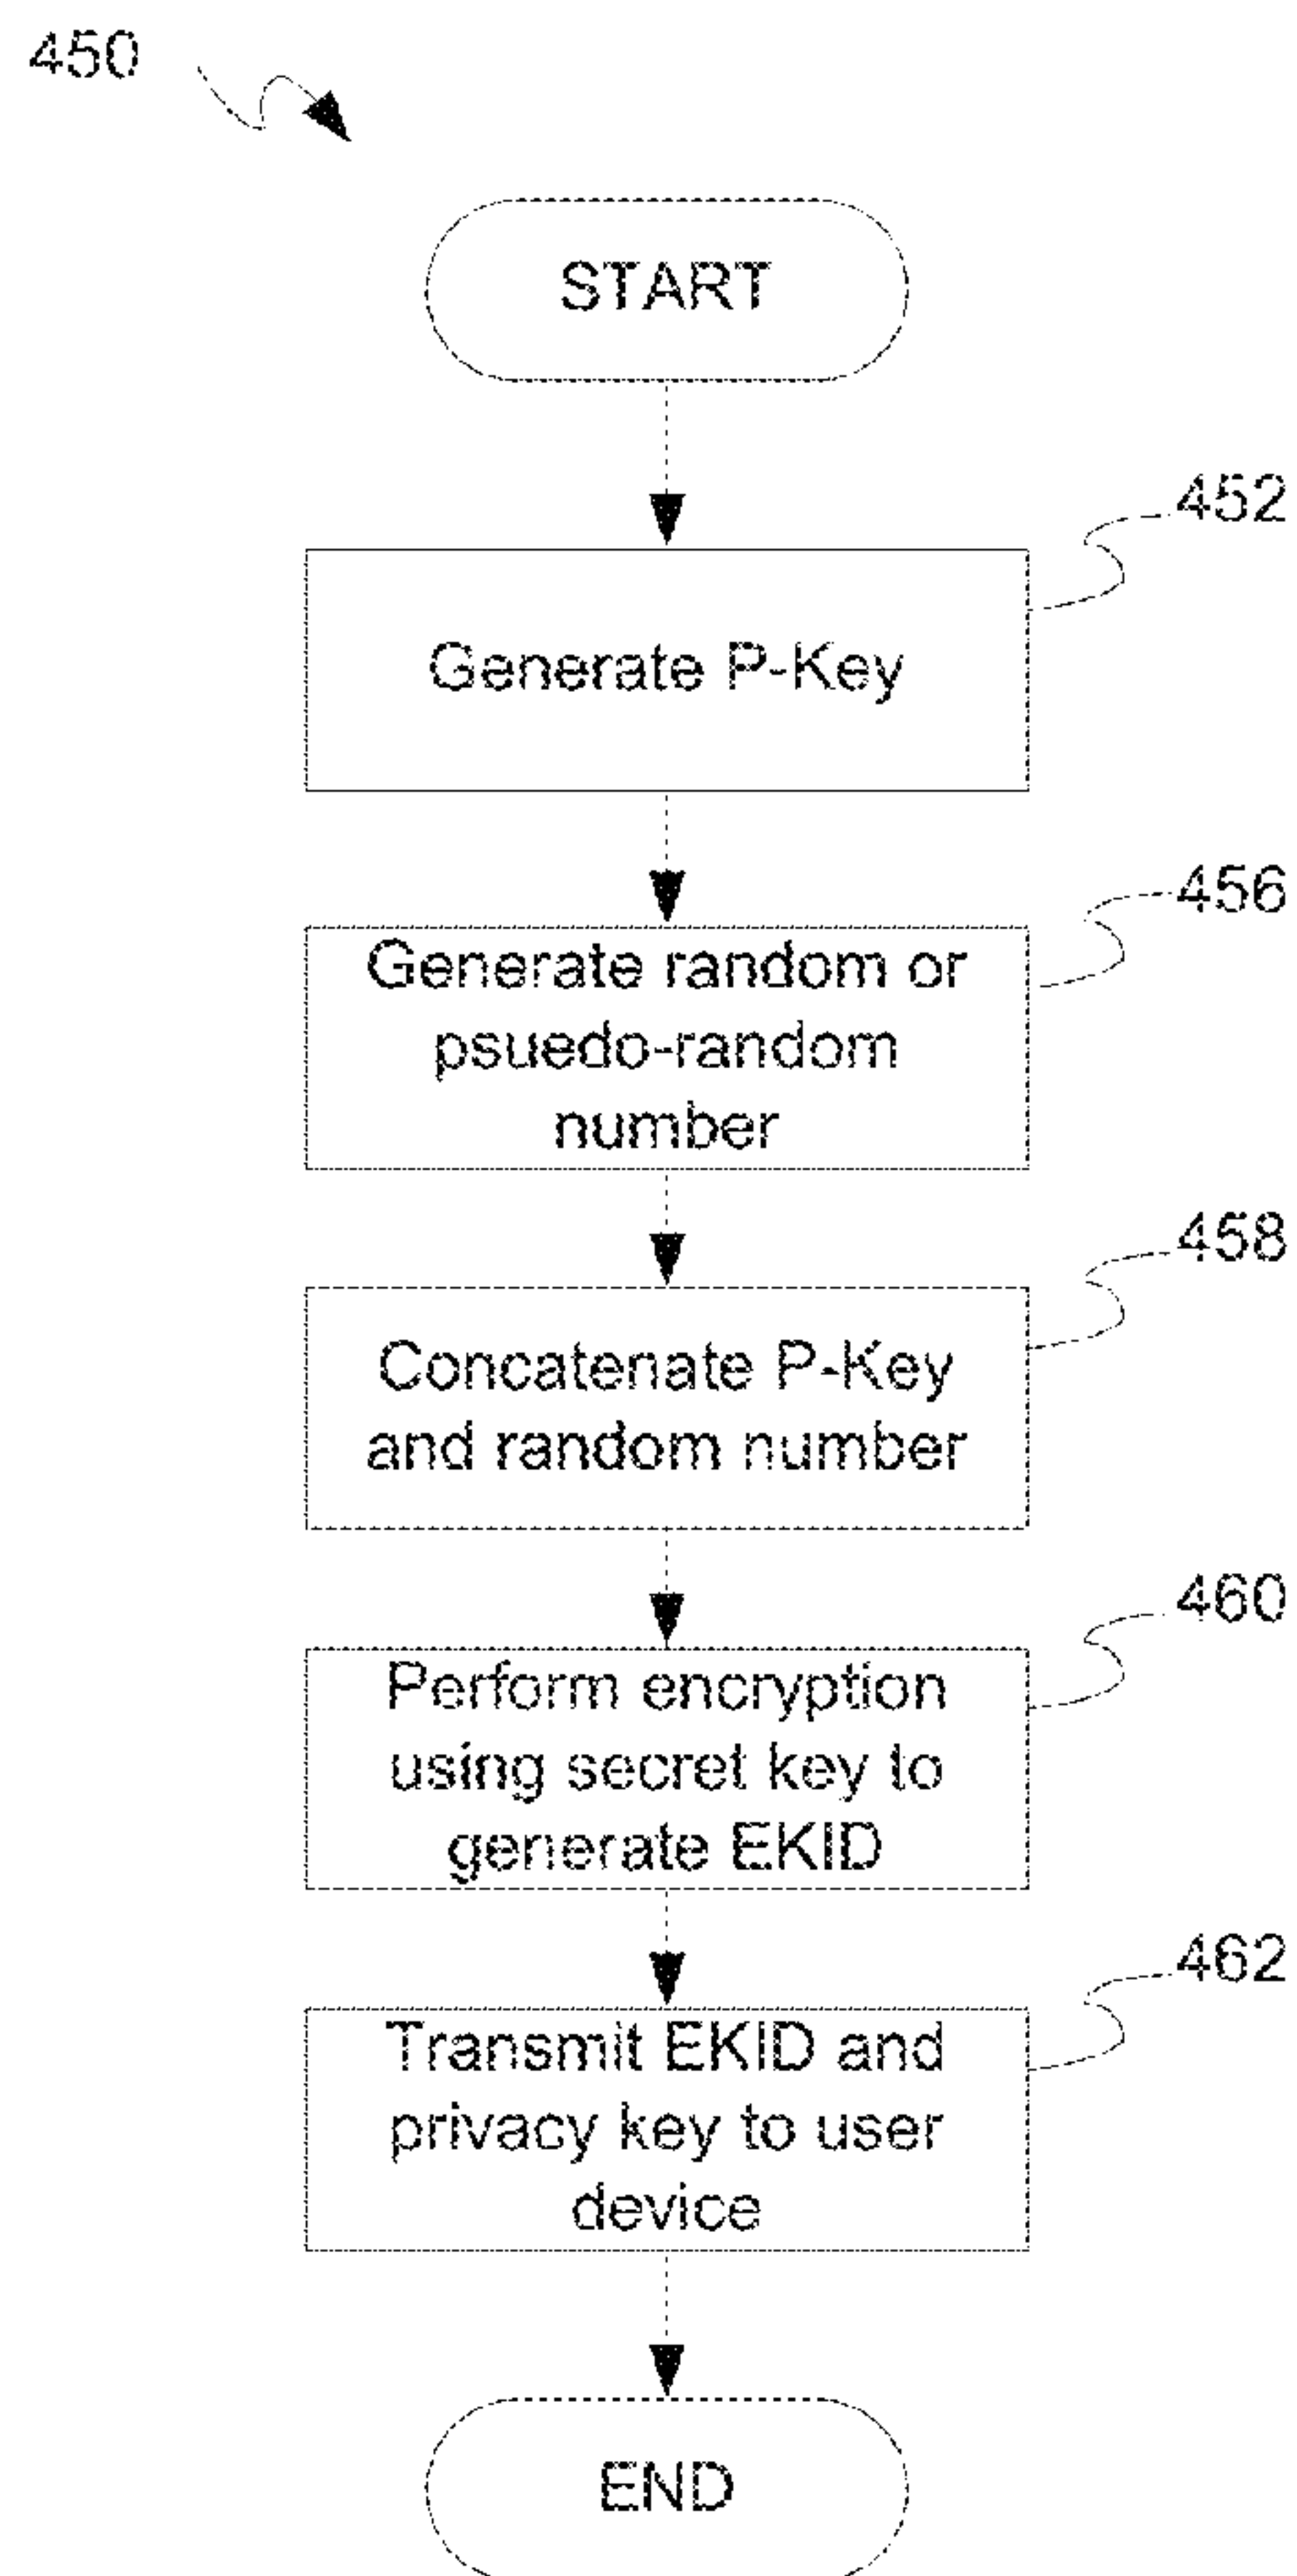 450
START
452
Generate P-Key
456
Generate random or
psuedo-random
number
458
Concatenate P-Key
and random number
460
Perform encryption
using secret key to
generate EKID
462
Transmit EKID and
privacy key to user
device
END